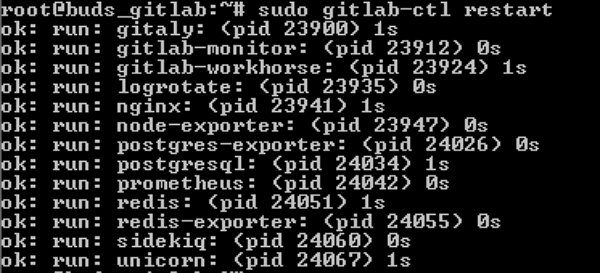 root@buds_gitlab:~# sudo gitlab-ctl restart
ok: run: gitaly: (pid 23900) 1s
ok: run: gitlab-monitor: (pid 23912) 0s
ok: run: gitlab-workhorse: (pid 23924) 1s
ok: run: logrotate: (pid 23935) 0s
ok: run: nginx: (pid 23941) 1s
ok: run: node-exporter: (pid 23947) 0s
ok: run: postgres-exporter: (pid 24026) 0s
ok: run: postgresql: (pid 24034) 1s
ok: run: prometheus: (pid 24042) 0s
ok: run: redis: (pid 24051) 1s
ok: run: redis-exporter: (pid 24055) 0s
ok: run: sidekiq: (pid 24060) 0s
ok: run: unicorn: (pid 24067) 1s